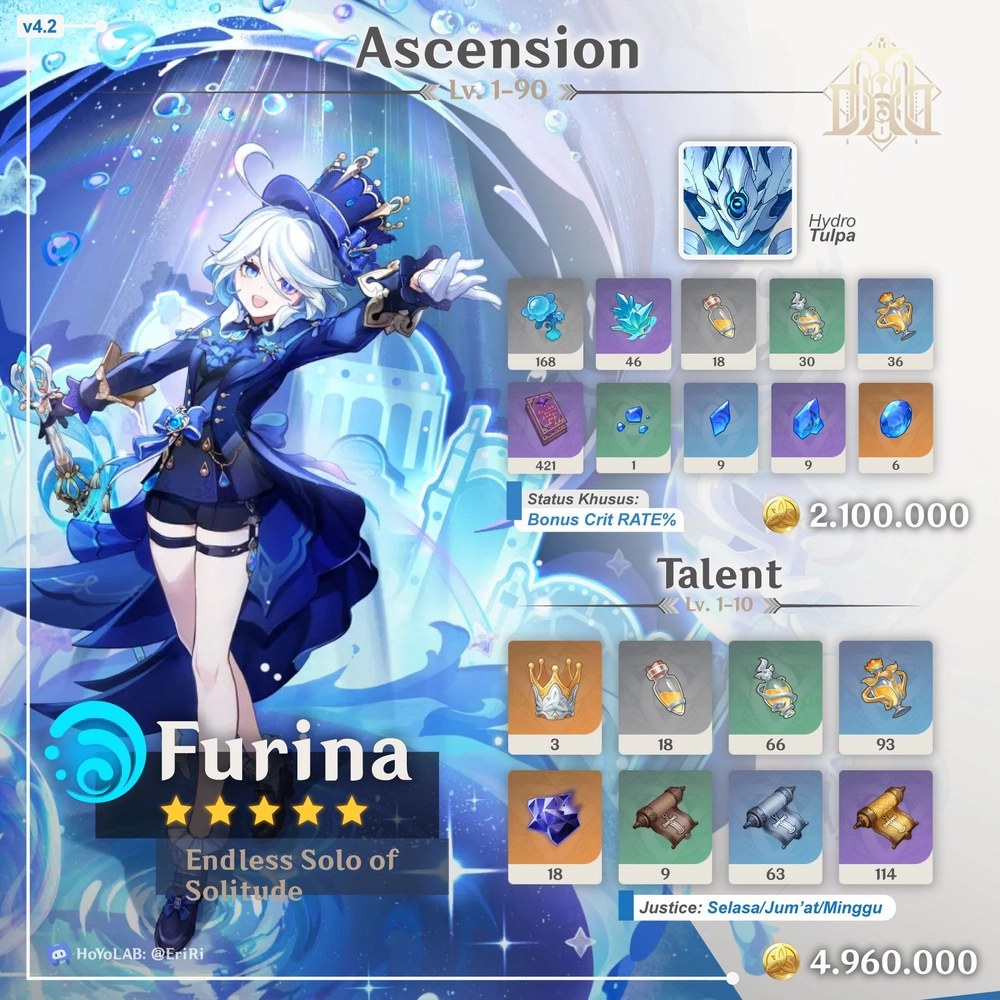 v4.2
Ascension
Lv. 1-90
Hydro
Tulpa
168
46
18
30
36
421
1
9
9
6
Status Khusus:
Bonus Crit RATE%
2.100.000
Talent
Lv. 1-10
3
18
66
93
18
9
63
114
Justice: Selasa/Jum'at/Minggu
4.960.000
Furina
Endless Solo of
Solitude
HoYoLAB: @EriRi